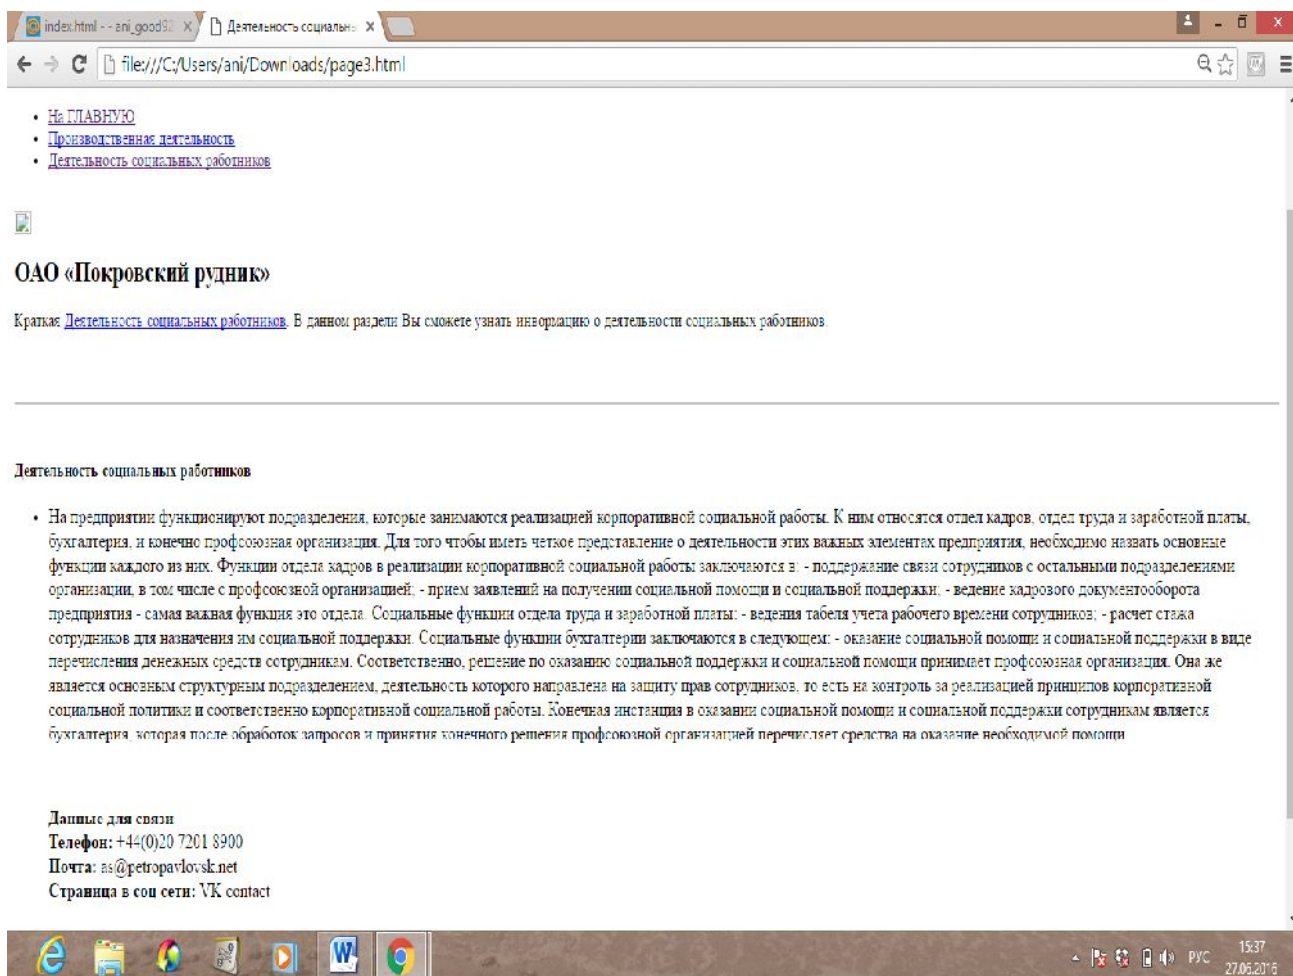 index.html - - ani_good92
Деятельность социальн
file:///C:/Users/ani/Downloads/page3.html
На ГЛАВНУЮ
Производственная деятельность
Деятельность социальных работников
ОАО «Покровский рудник»
Краткая Деятельность социальных работников. В данном раздели Вы сможете узнать инвормацию о деятельности социальных работников.
Деятельность социальных работников
На предприятии функционируют подразделения, которые занимаются реализацией корпоративной социальной работы. К ним относятся отдел кадров, отдел труда и заработной платы,
бухгалтерия, и конечно профсоюзная организация. Для того чтобы иметь четкое представление о деятельности этих важных элементах предприятия, необходимо назвать основные
функции каждого из них. Функции отдела кадров в реализации корпоративной социальной работы заключаются в: - поддержание связи сотрудников с остальными подразделениями
организации, в том числе с профсоюзной организацией; - прием заявлений на получении социальной помощи и социальной поддержки; - ведение кадрового документооборота
предприятия - самая важная функция это отдела. Социальные функции отдела труда и заработной платы: - ведения табеля учета рабочего времени сотрудников; - расчет стажа
сотрудников для назначения им социальной поддержки. Социальные функции бухгалтерии заключаются в следующем: - оказание социальной помощи и социальной поддержки в виде
перечисления денежных средств сотрудникам. Соответственно, решение по оказанию социальной поддержки и социальной помощи принимает профсоюзная организация. Она же
является основным структурным подразделением, деятельность которого направлена на защиту прав сотрудников, то есть на контроль за реализацией принципов корпоративной
социальной политики и соответственно корпоративной социальной работы. Конечная инстанция в оказании социальной помощи и социальной поддержки сотрудникам является
бухгалтерия, которая после обработок запросов и принятия конечного решения профсоюзной организацией перечисляет средства на оказание необходимой помощи
Данные для связи
Телефон: +44(0)20 7201 8900
Почта: as@petropavlovsk.net
Страница в соц сети: VK contact
РУС
15:37
27.06.2016